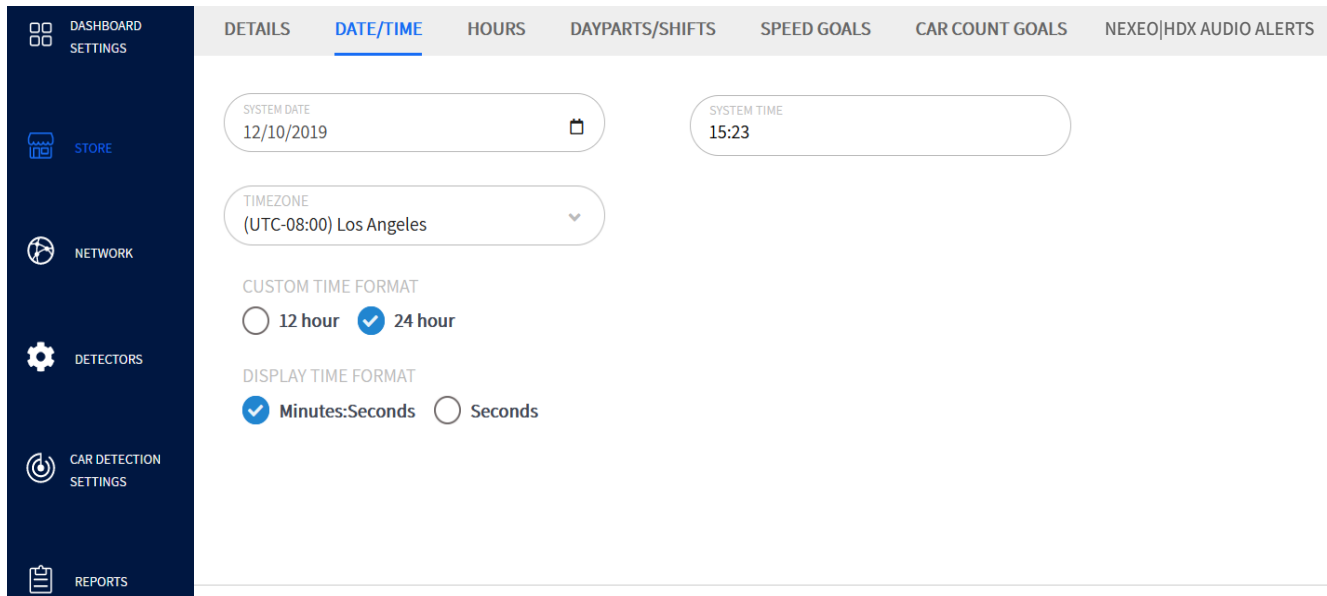 DASHBOARD
SETTINGS
STORE
NETWORK
DETECTORS
CAR DETECTION
SETTINGS
REPORTS
DETAILS DATE/TIME HOURS DAYPARTS/SHIFTS SPEED GOALS CAR COUNT GOALS NEXEO|HDX AUDIO ALERTS
SYSTEM DATE
12/10/2019
SYSTEM TIME
15:23
TIMEZONE
(UTC-08:00) Los Angeles
CUSTOM TIME FORMAT
12 hour 24 hour
DISPLAY TIME FORMAT
Minutes:Seconds Seconds